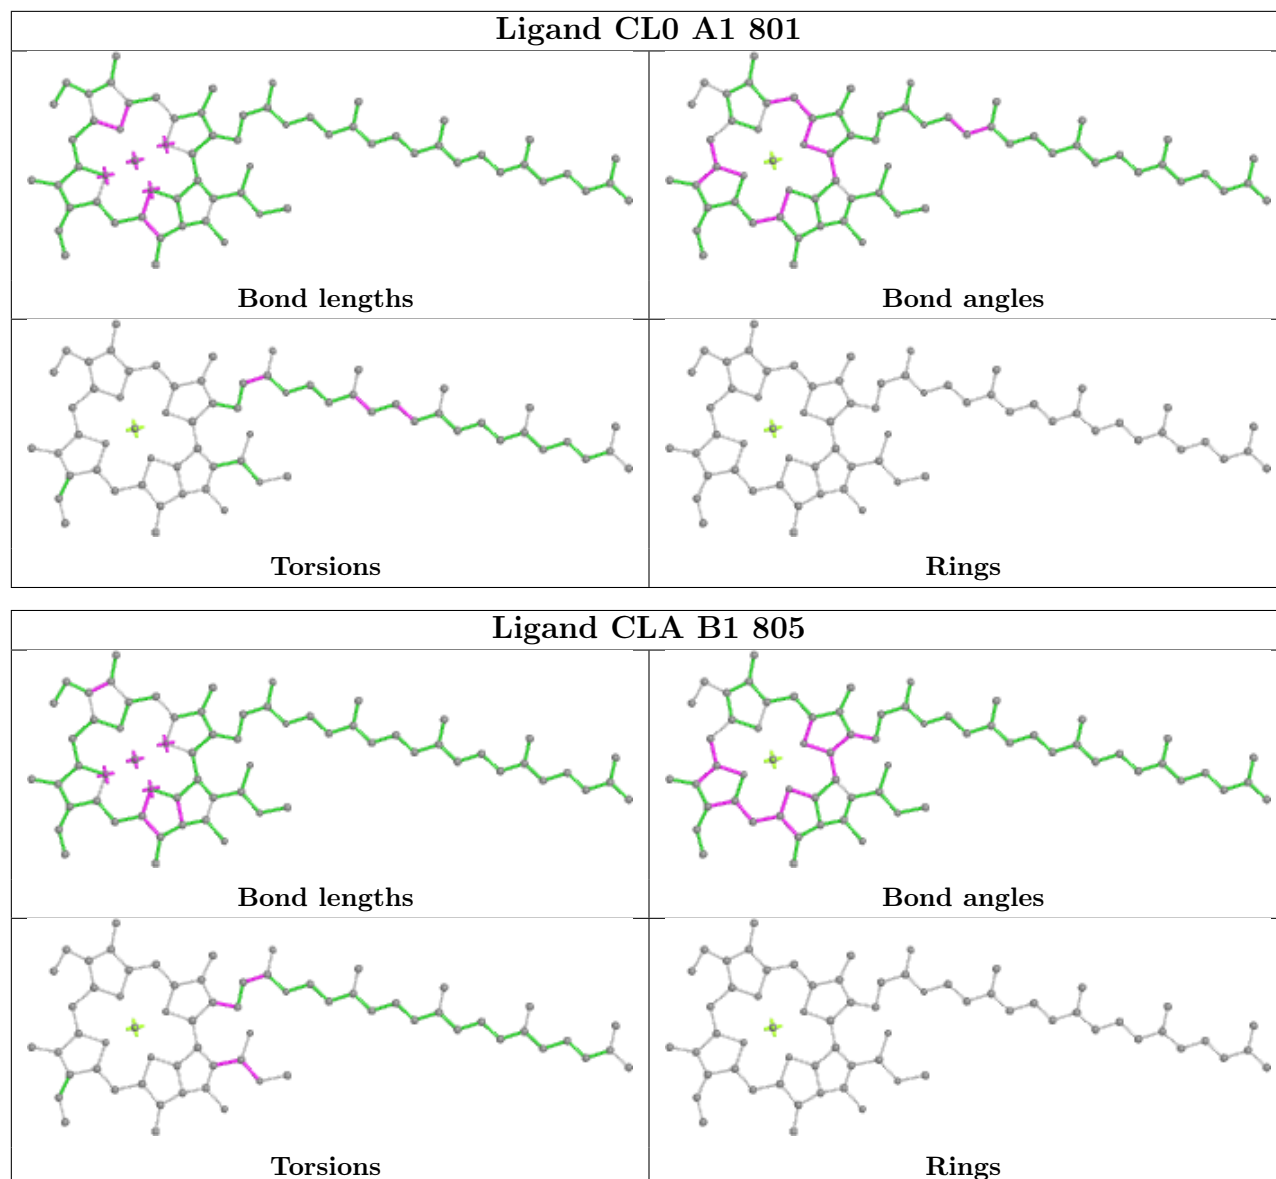 Ligand CL0 A1 801
Bond lengths
Bond angles
Torsions
Rings
Ligand CLA B1 805
Bond lengths
Bond angles
Torsions
Rings